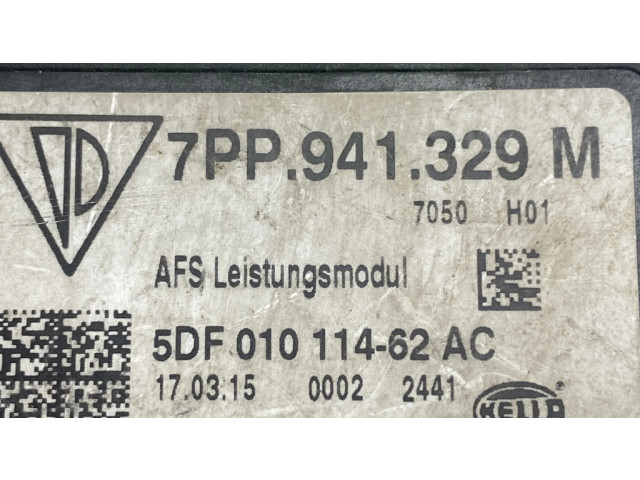 7PP.941.329 M
7050 H01
AFS Leistungsmodul
5DF 010 114-62 AC
17.03.15 0002 2441
HELLA